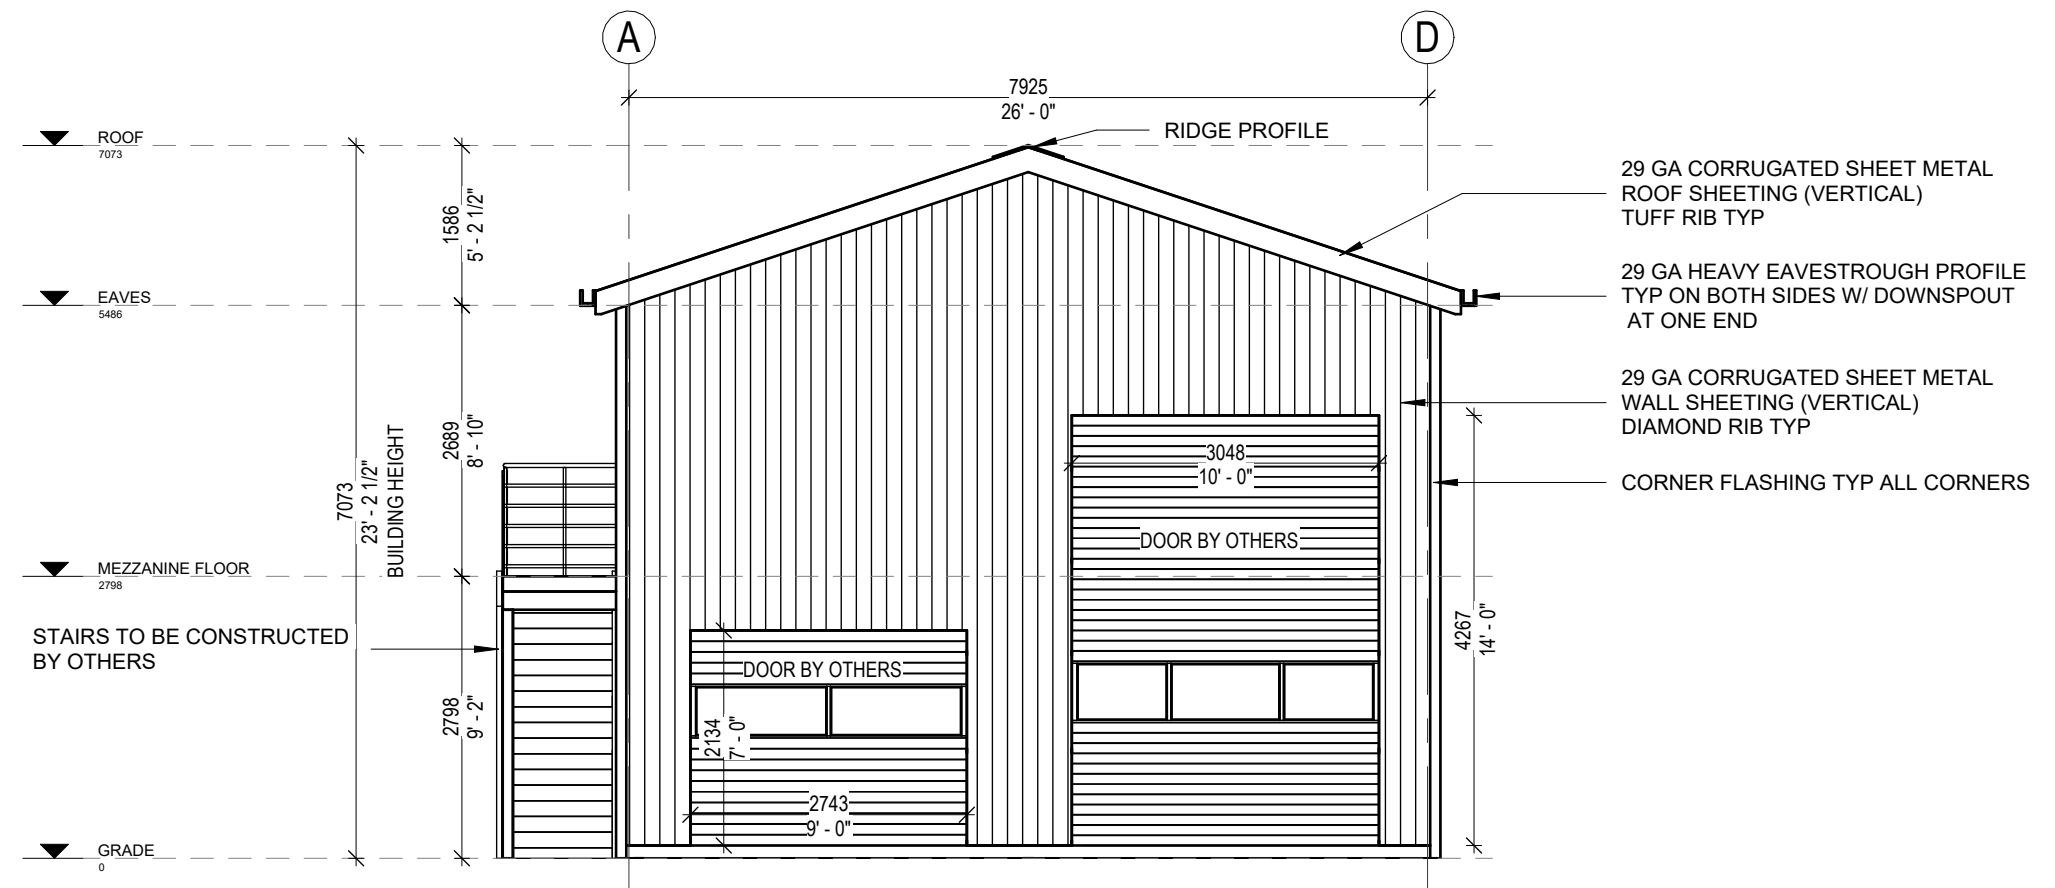 A
D
7925
26' - 0"
RIDGE PROFILE
ROOF
7073
29 GA CORRUGATED SHEET METAL
ROOF SHEETING (VERTICAL)
TUFF RIB TYP
1586
5' - 2 1/2"
29 GA HEAVY EAVESTROUGH PROFILE
TYP ON BOTH SIDES W/ DOWNSPOUT
AT ONE END
EAVES
5486
29 GA CORRUGATED SHEET METAL
WALL SHEETING (VERTICAL)
DIAMOND RIB TYP
2689
8' - 10"
3048
10' - 0"
CORNER FLASHING TYP ALL CORNERS
7073
23' - 2 1/2"
BUILDING HEIGHT
DOOR BY OTHERS
MEZZANINE FLOOR
2798
4267
14' - 0"
STAIRS TO BE CONSTRUCTED
BY OTHERS
DOOR BY OTHERS
2798
9' - 2"
2134
7' - 0"
2743
9' - 0"
GRADE
0